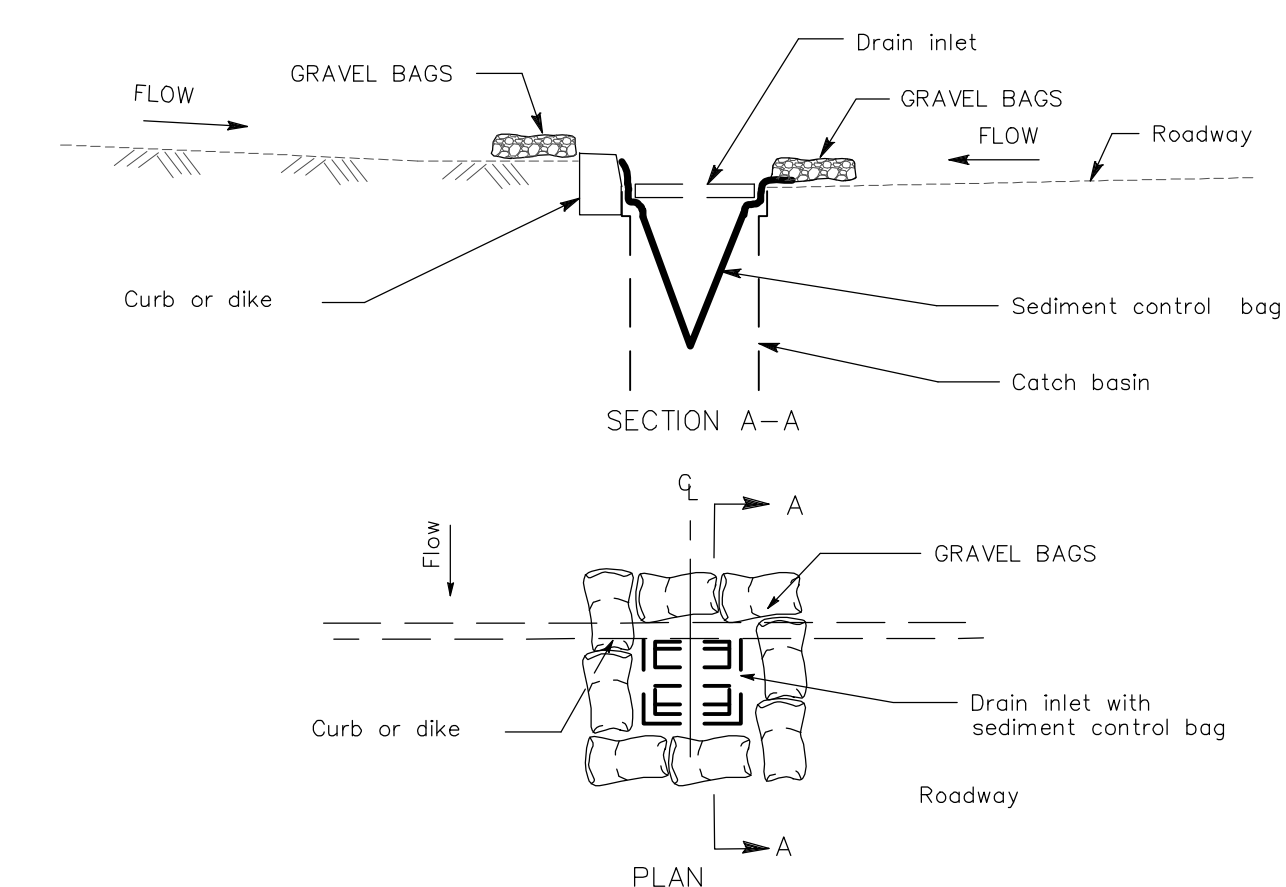 Drain inlet
GRAVEL BAGS
FLOW
GRAVEL BAGS
FLOW
Roadway
Curb or dike
Sediment control bag
Catch basin
SECTION A-A
CL
A
Flow
GRAVEL BAGS
Curb or dike
Drain inlet with
sediment control bag
Roadway
A
PLAN